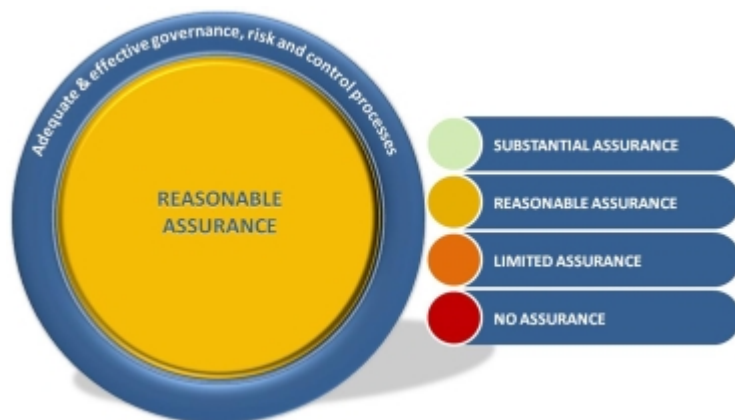 Adequate & effective governance, risk and control processes
REASONABLE
ASSURANCE
SUBSTANTIAL ASSURANCE
REASONABLE ASSURANCE
LIMITED ASSURANCE
NO ASSURANCE